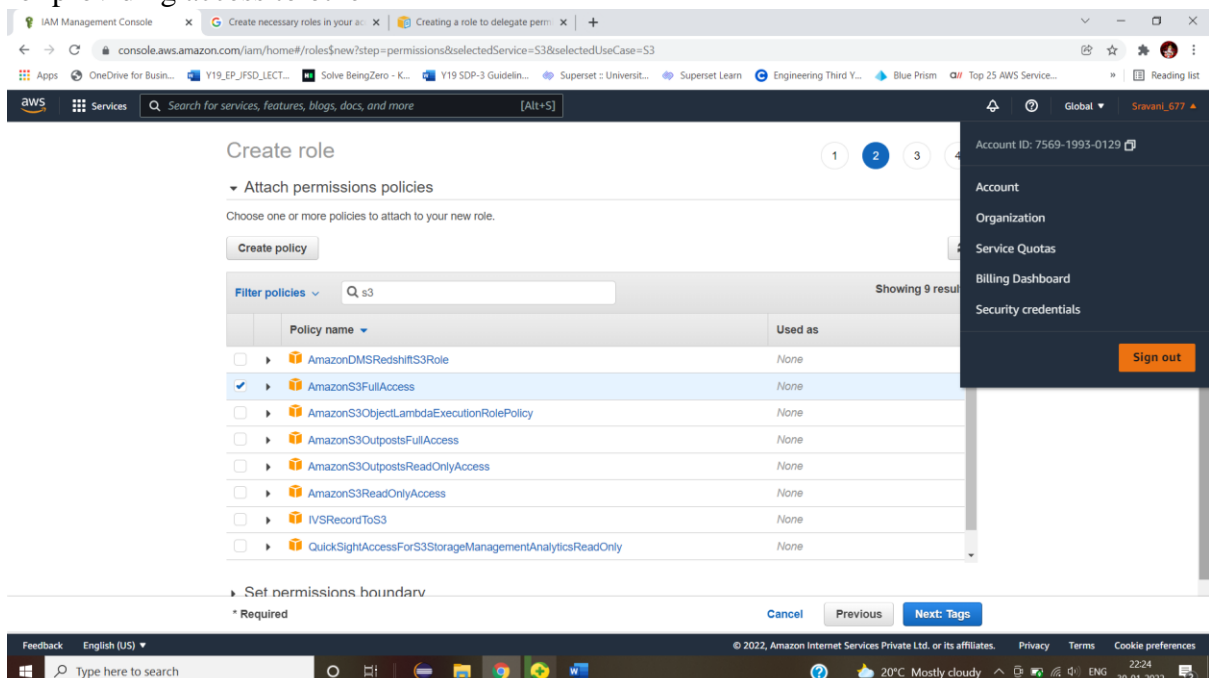 IAM Management Console
Create necessary roles in your ac
Creating a role to delegate perm
console.aws.amazon.com/iam/home#/roles$new?step=permissions&selectedService=S3&selectedUseCase=S3
Apps OneDrive for Busin... Y19_EP_JFSD_LECT... Solve BeingZero - K... Y19 SDP-3 Guidelin... Superset :: Universit... Superset Learn Engineering Third Y... Blue Prism Top 25 AWS Service... » Reading list
aws Services Search for services, features, blogs, docs, and more [Alt+S] Global ▼ Sravani_677 ▲
Create role
1 2 3 4
Account ID: 7569-1993-0129
Attach permissions policies
Account
Choose one or more policies to attach to your new role.
Organization
Create policy
Service Quotas
Billing Dashboard
Filter policies s3 Showing 9 resul
Security credentials
Policy name Used as
Sign out
AmazonDMSRedshiftS3Role None
AmazonS3FullAccess None
AmazonS3ObjectLambdaExecutionRolePolicy None
AmazonS3OutpostsFullAccess None
AmazonS3OutpostsReadOnlyAccess None
AmazonS3ReadOnlyAccess None
IVSRecordToS3 None
QuickSightAccessForS3StorageManagementAnalyticsReadOnly None
Set permissions boundary
* Required Cancel Previous Next: Tags
Feedback English (US) ▼ © 2022, Amazon Internet Services Private Ltd. or its affiliates. Privacy Terms Cookie preferences
Type here to search 20°C Mostly cloudy ENG 22:24